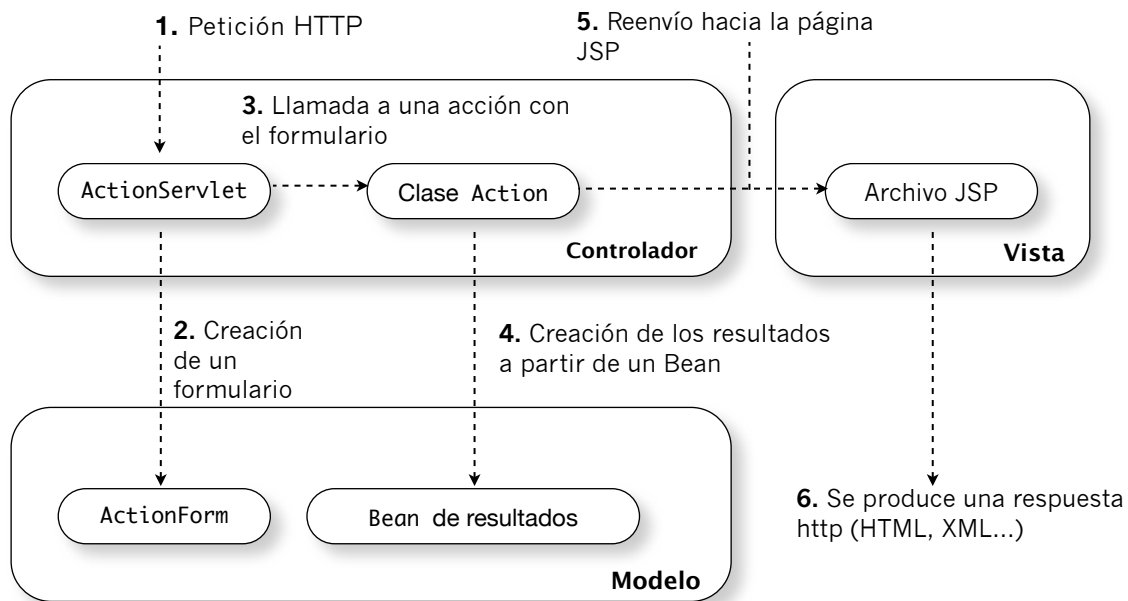 1. Petición HTTP
5. Reenvío hacia la página
JSP
3. Llamada a una acción con
el formulario
ActionServlet
Clase Action
Archivo JSP
Controlador
Vista
2. Creación
de un
formulario
4. Creación de los resultados
a partir de un Bean
ActionForm
Bean de resultados
6. Se produce una respuesta
http (HTML, XML...)
Modelo